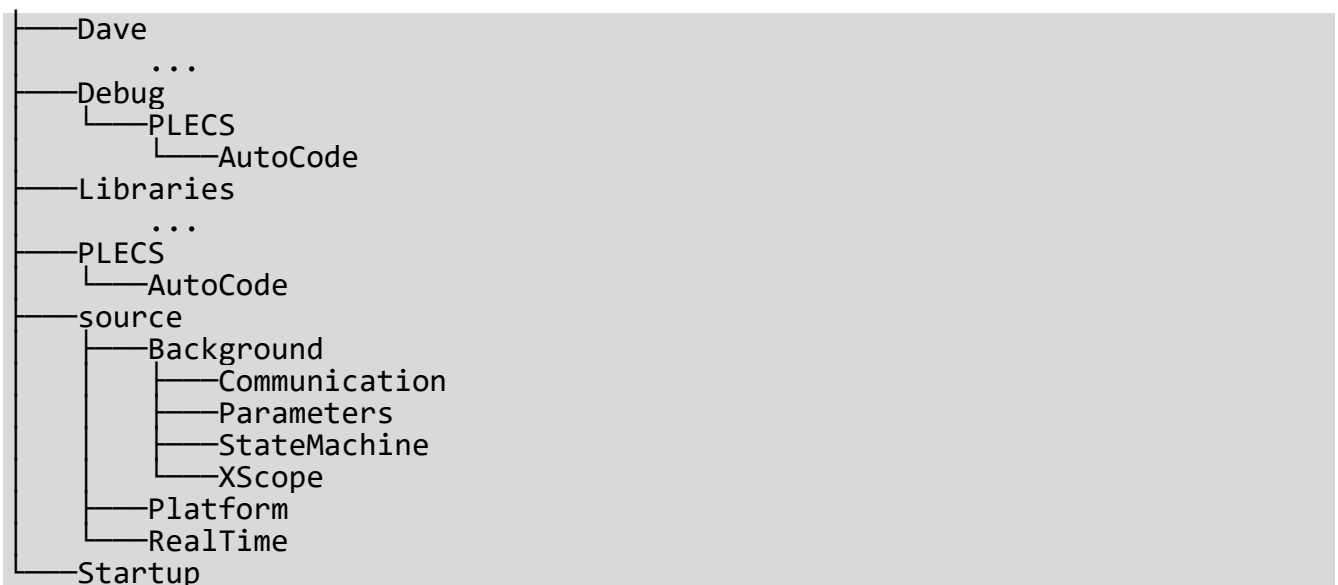 ├───Dave
│       ...
├───Debug
│   └───PLECS
│       └───AutoCode
├───Libraries
│       ...
├───PLECS
│   └───AutoCode
├───source
│   ├───Background
│   │   ├───Communication
│   │   ├───Parameters
│   │   ├───StateMachine
│   │   └───XScope
│   ├───Platform
│   └───RealTime
└───Startup